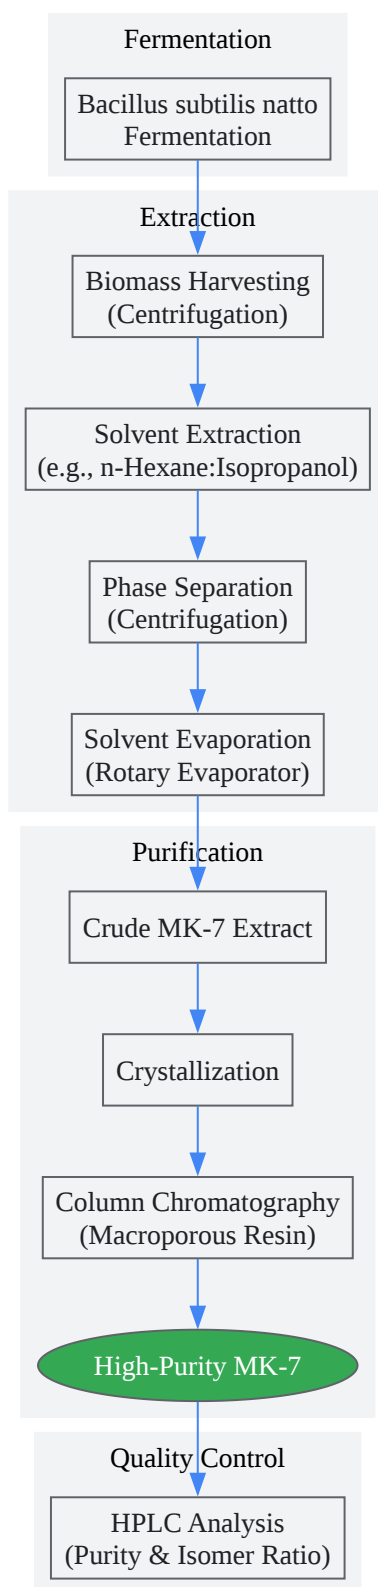 Fermentation
Bacillus subtilis natto
Fermentation
Extraction
Biomass Harvesting
(Centrifugation)
Solvent Extraction
(e.g., n-Hexane:Isopropanol)
Phase Separation
(Centrifugation)
Solvent Evaporation
(Rotary Evaporator)
Purification
Crude MK-7 Extract
Crystallization
Column Chromatography
(Macroporous Resin)
High-Purity MK-7
Quality Control
HPLC Analysis
(Purity & Isomer Ratio)